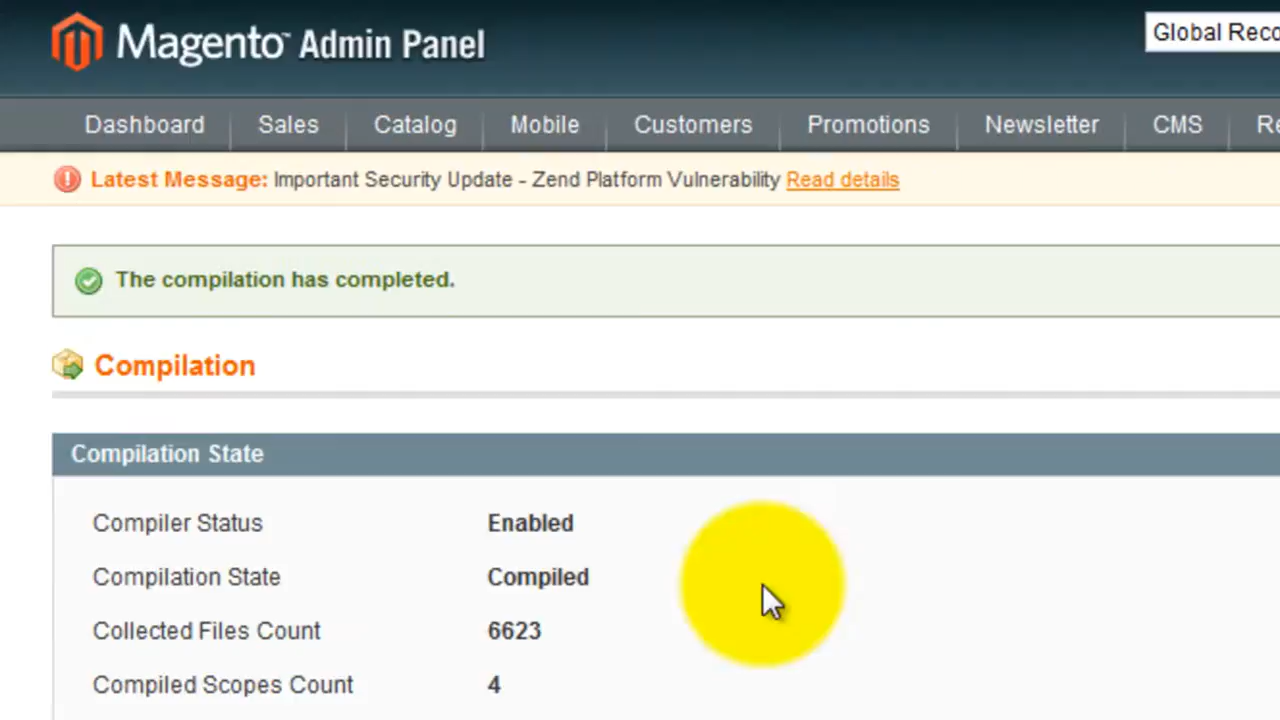 Magento™ Admin Panel
Global Reco
Dashboard Sales Catalog Mobile Customers Promotions Newsletter CMS Re
Latest Message: Important Security Update - Zend Platform Vulnerability Read details
The compilation has completed.
Compilation
Compilation State
Compiler Status Enabled
Compilation State Compiled
Collected Files Count 6623
Compiled Scopes Count 4